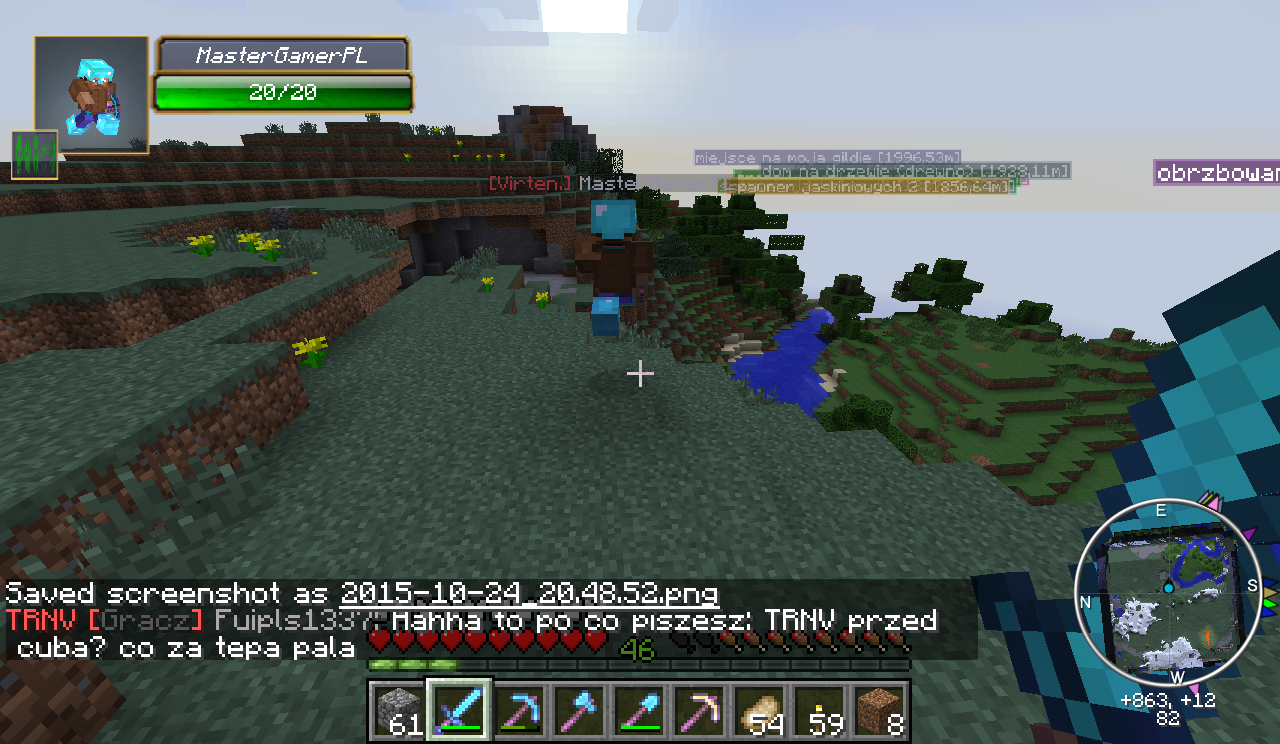 MasterGamerPL
20/20
miejsce na moja gildie [1996.53m]
dom na drzewie (drewno) [1998.11m]
spawner jaskiniowych 3 [1856.64m]
obrzbowan
[Virten.] Maste
E
S
N
W
Saved screenshot as 2015-10-24_20.48.52.png
TRNV [Gracz] Fuipls1337: Hahha to po co piszesz: TRNV przed
cuba? co za tepa pala
46
61
54
59
8
+863, +12
82